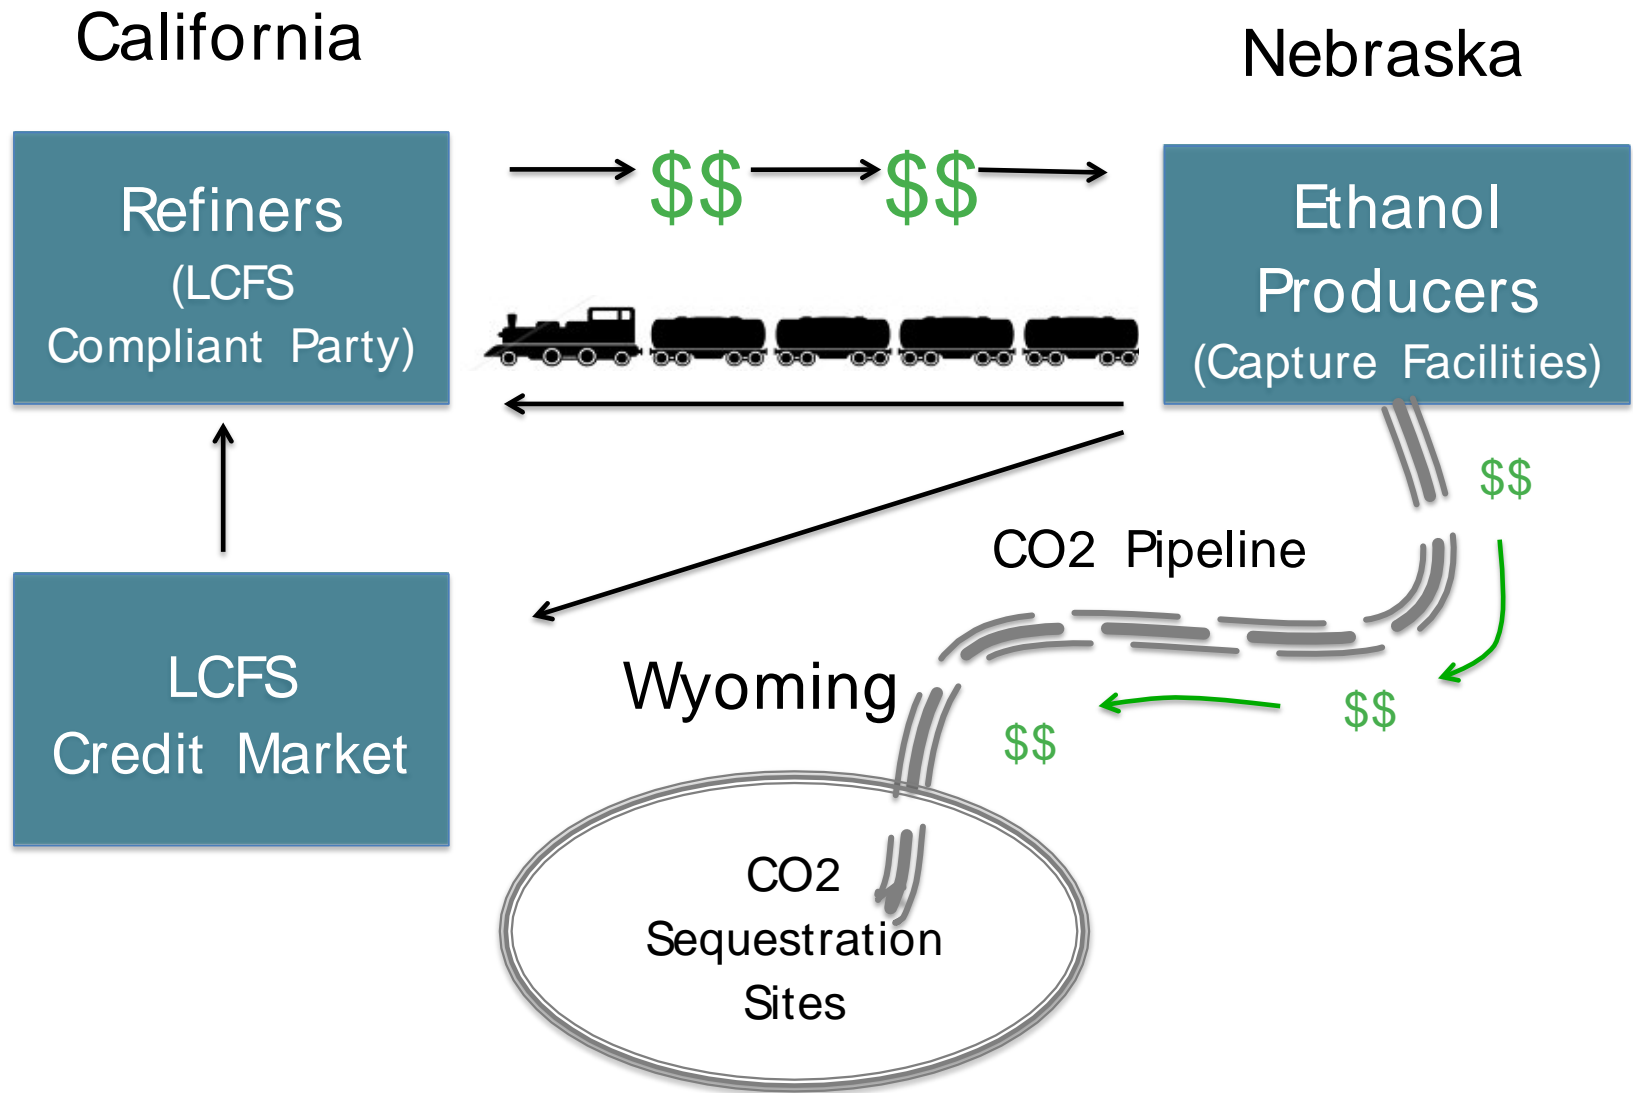 California
Nebraska
Refiners
(LCFS
Compliant Party)
$$
$$
Ethanol
Producers
(Capture Facilities)
$$
CO2 Pipeline
LCFS
Credit Market
Wyoming
$$
$$
CO2
Sequestration
Sites